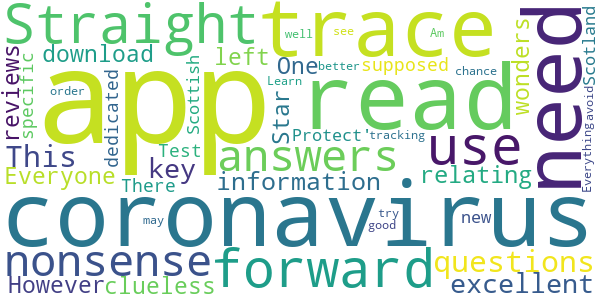 Straight
trace
need
app
read
coronavirus
reviews
specific
download
left
well
see
Am
One
supposed
better
chance
wonders
Scotland
avoid
Everything
order
dedicated
Scottish
Star
Learn
Protect
tracking
use
This
key
answers
Test
Everyone
There
information
relating
may
try
good
new
nonsense
forward
questions
However
clueless
excellent